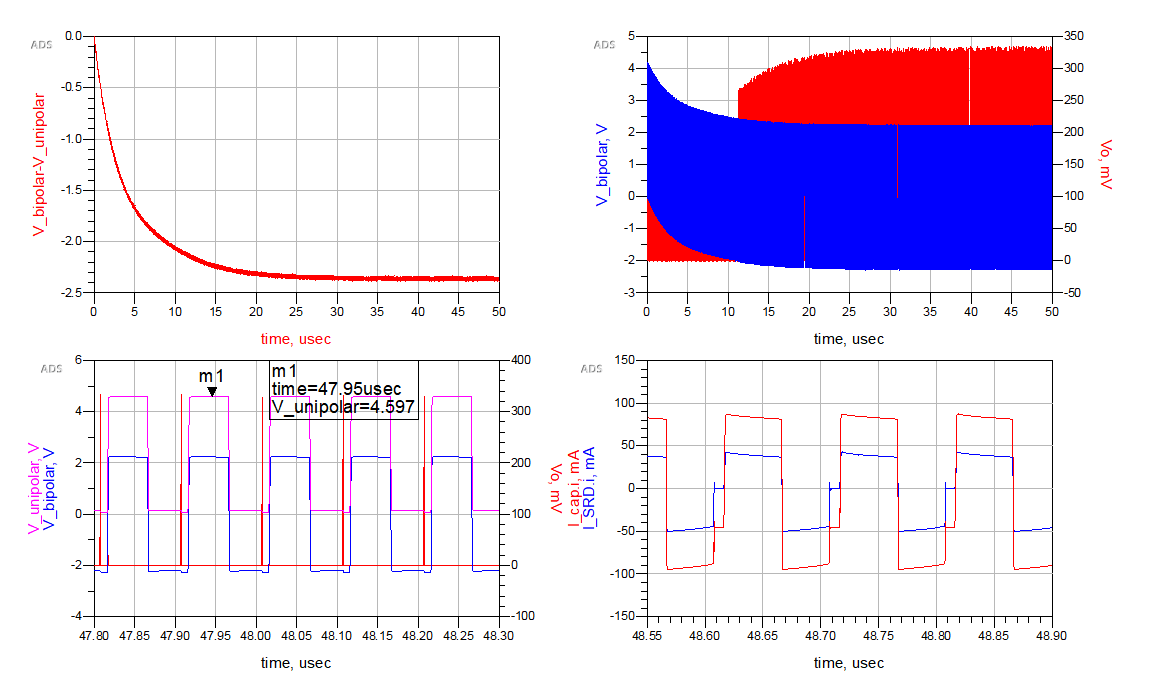 ADS
0.0
-0.5
-1.0
-1.5
-2.0
-2.5
V_bipolar-V_unipolar
0 5 10 15 20 25 30 35 40 45 50
time, usec
ADS
5
4
3
2
1
0
-1
-2
-3
V_bipolar, V
350
300
250
200
150
100
50
0
-50
Vo, mV
0 5 10 15 20 25 30 35 40 45 50
time, usec
ADS
6
4
2
0
-2
-4
V_unipolar, V
V_bipolar, V
m1
m1
time=47.95usec
V_unipolar=4.597
400
300
200
100
0
-100
Vo, mV
47.80 47.85 47.90 47.95 48.00 48.05 48.10 48.15 48.20 48.25 48.30
time, usec
ADS
150
100
50
0
-50
-100
-150
I_cap.i, mA
I_SRD.i, mA
48.55 48.60 48.65 48.70 48.75 48.80 48.85 48.90
time, usec